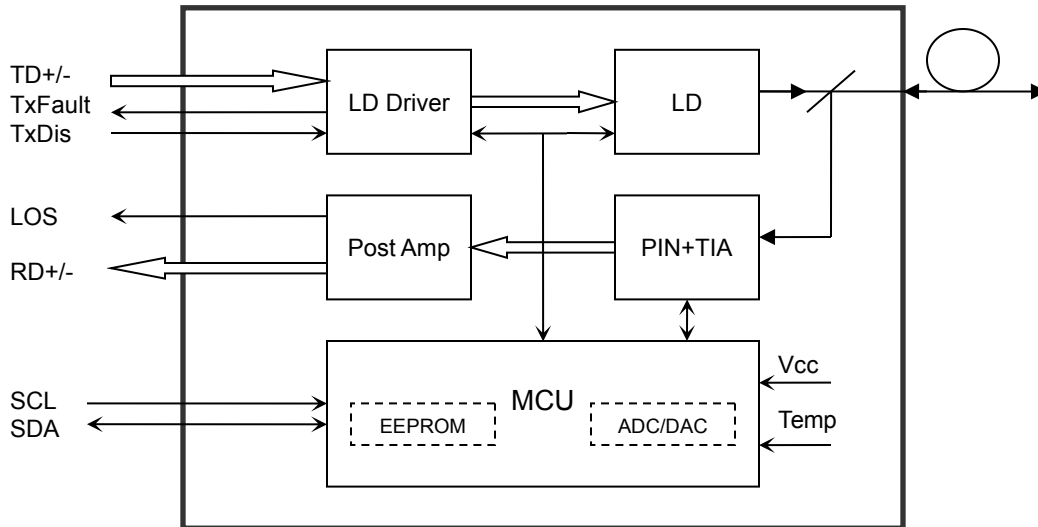 TD+/-
TxFault
TxDis
LD Driver
LD
LOS
RD+/-
Post Amp
PIN+TIA
SCL
SDA
MCU
EEPROM
ADC/DAC
Vcc
Temp